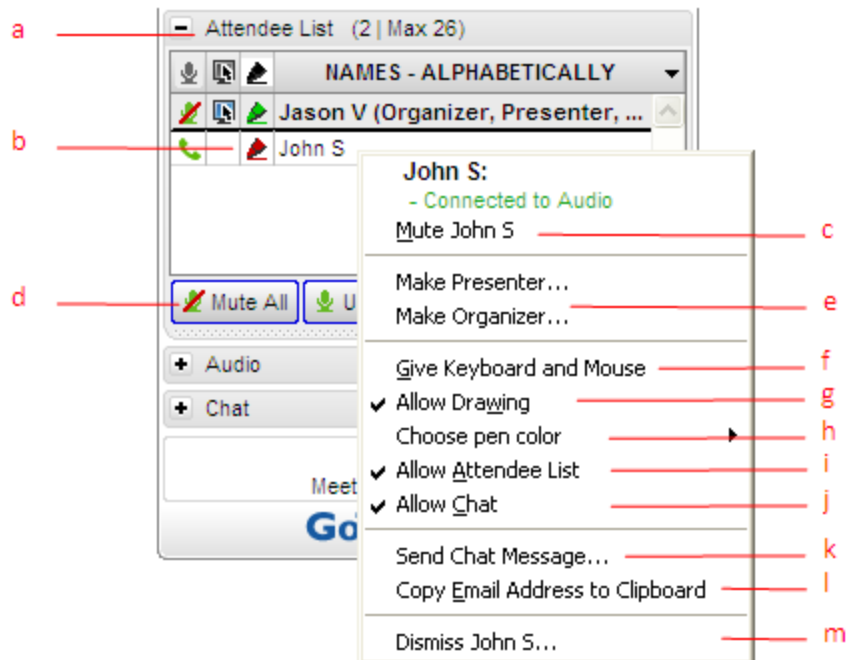 a
Attendee List (2 | Max 26)
NAMES - ALPHABETICALLY
Jason V (Organizer, Presenter, ...
b
John S
John S:
- Connected to Audio
Mute John S
c
d
Mute All
U
Make Presenter...
Make Organizer...
e
Audio
Give Keyboard and Mouse
f
Allow Drawing
g
Chat
Choose pen color
h
Allow Attendee List
i
Meet
Allow Chat
j
Go
Send Chat Message...
k
Copy Email Address to Clipboard
l
Dismiss John S...
m